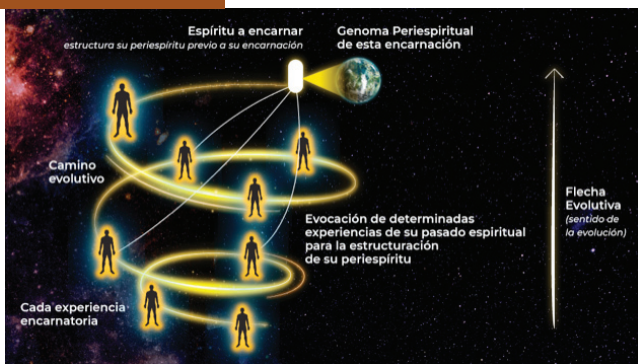 Espíritu a encarnar
estructura su periespíritu previo a su encarnación
Genoma Periespiritual
de esta encarnación
Camino
evolutivo
Evocación de determinadas
experiencias de su pasado espiritual
para la estructuración
de su periespíritu
Flecha
Evolutiva
(sentido de
la evolución)
Cada experiencia
encarnatoria